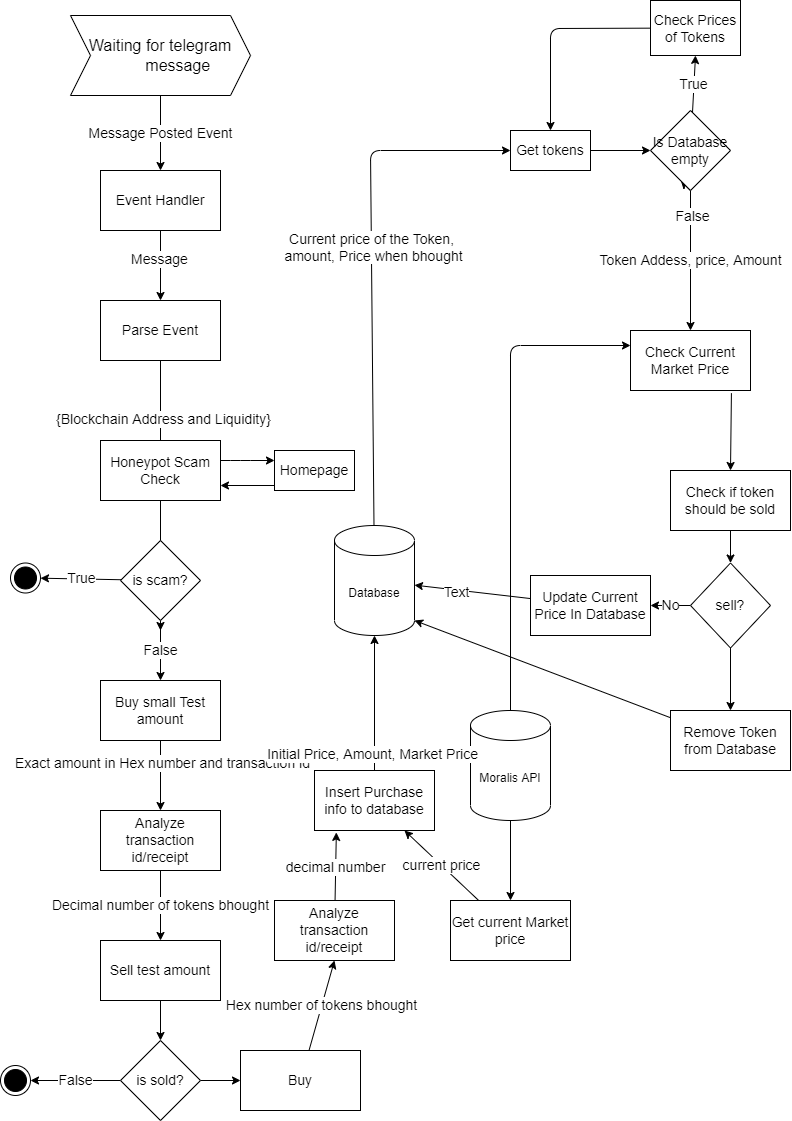 Waiting for telegram
message
Message Posted Event
Event Handler
Message
Parse Event
{Blockchain Address and Liquidity}
Honeypot Scam
Check
Homepage
is scam?
True
False
Buy small Test
amount
Exact amount in Hex number and transaction id
Analyze
transaction
id/receipt
Decimal number of tokens bhought
Sell test amount
is sold?
False
Buy
Hex number of tokens bhought
Analyze
transaction
id/receipt
decimal number
Insert Purchase
info to database
Initial Price, Amount, Market Price
current price
Get current Market
price
Moralis API
Database
Current price of the Token,
amount, Price when bhought
Get tokens
Check Prices
of Tokens
True
Is Database
empty
False
Token Addess, price, Amount
Check Current
Market Price
Check if token
should be sold
sell?
No
Update Current
Price In Database
Text
Remove Token
from Database